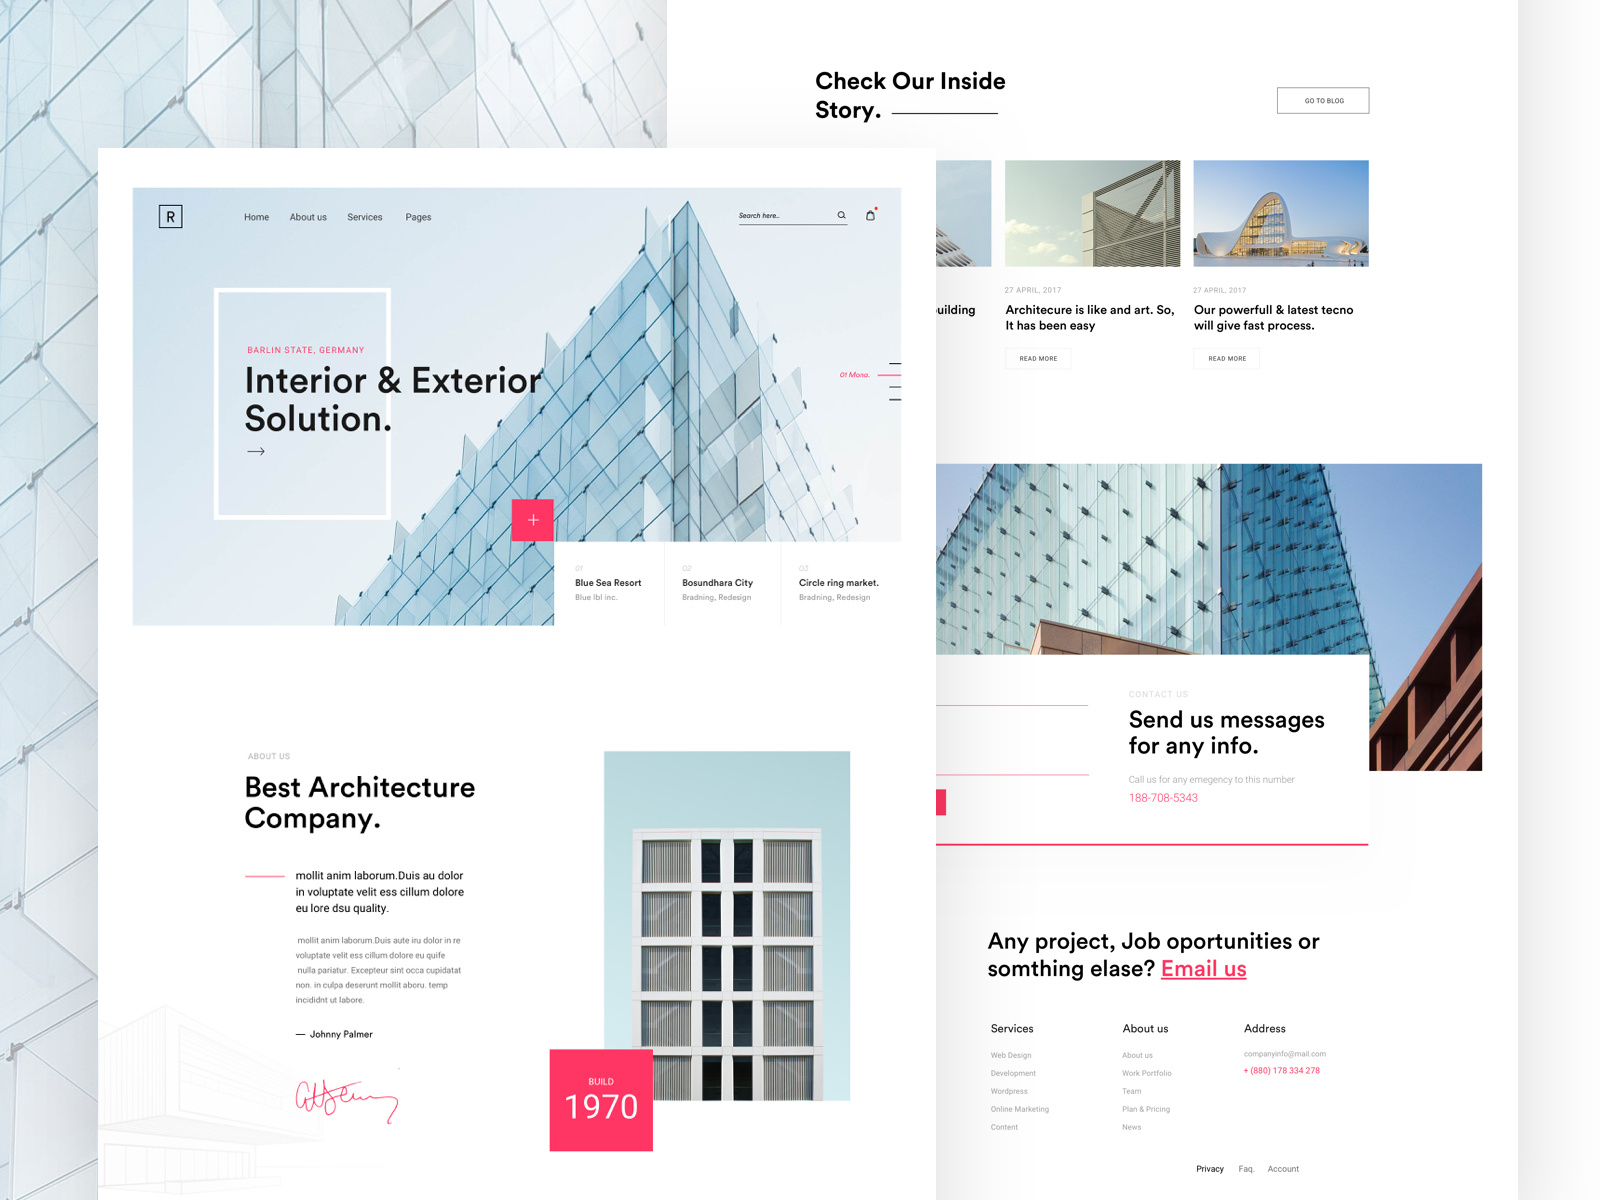 R
Home
About us
Services
Pages
Search here..
BARLIN STATE, GERMANY
Interior & Exterior
Solution.
01 Mono.
01
Blue Sea Resort
Blue lbl inc.
02
Bosundhara City
Bradning, Redesign
03
Circle ring market.
Bradning, Redesign
ABOUT US
Best Architecture
Company.
mollit anim laborum.Duis au dolor
in voluptate velit ess cillum dolore
eu lore dsu quality.
mollit anim laborum.Duis aute iru dolor in re
voluptate velit ess cillum dolore eu quife
nulla pariatur. Excepteur sint occa cupidatat
non. in culpa deserunt mollit aboru. temp
incididnt ut labore.
— Johnny Palmer
BUILD
1970
Check Our Inside
Story.
GO TO BLOG
uilding
27 APRIL, 2017
Architecure is like and art. So,
It has been easy
READ MORE
27 APRIL, 2017
Our powerfull & latest tecno
will give fast process.
READ MORE
CONTACT US
Send us messages
for any info.
Call us for any emegency to this number
188-708-5343
Any project, Job oportunities or
somthing elase? Email us
Services
Web Design
Development
Wordpress
Online Marketing
Content
About us
About us
Work Portfolio
Team
Plan & Pricing
News
Address
companyinfo@mail.com
+ (880) 178 334 278
Privacy
Faq.
Account